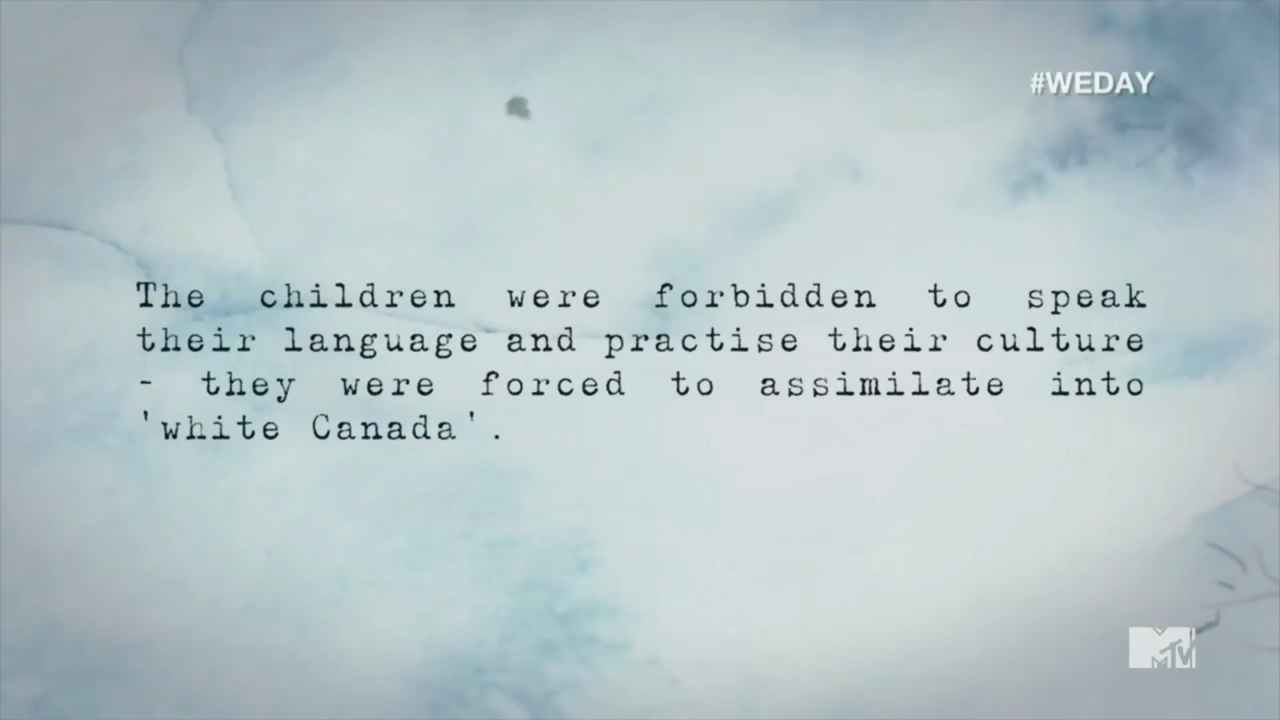 #WEDAY
The children were forbidden to speak
their language and practise their culture
- they were forced to assimilate into
'white Canada'.
MTV